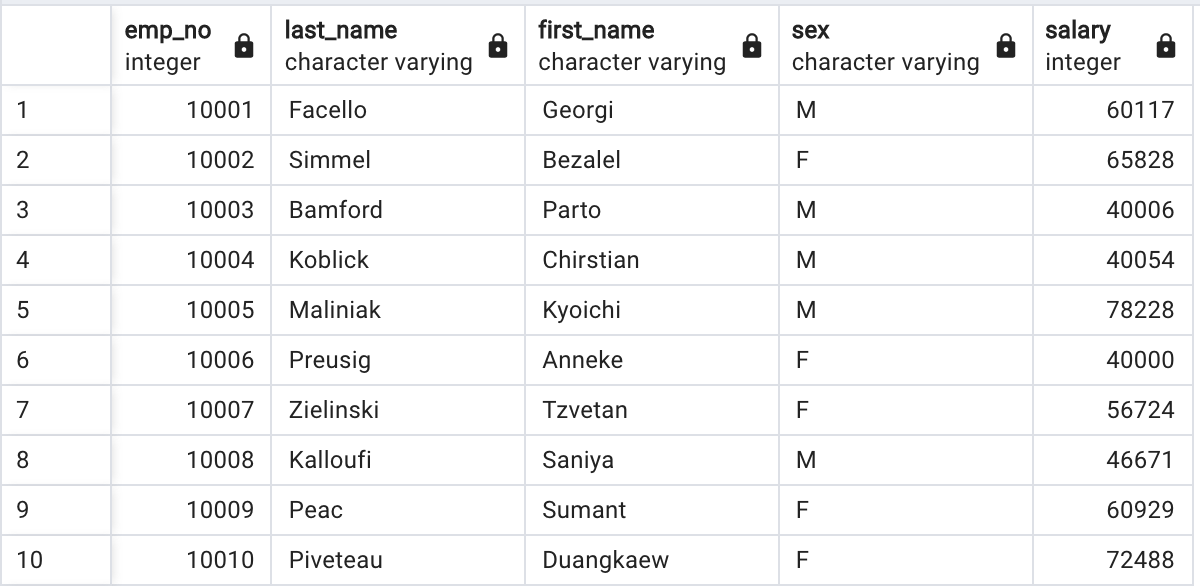 emp_no last_name first_name sex salary
integer character varying character varying character varying integer
1 10001 Facello Georgi M 60117
2 10002 Simmel Bezalel F 65828
3 10003 Bamford Parto M 40006
4 10004 Koblick Chirstian M 40054
5 10005 Maliniak Kyoichi M 78228
6 10006 Preusig Anneke F 40000
7 10007 Zielinski Tzvetan F 56724
8 10008 Kalloufi Saniya M 46671
9 10009 Peac Sumant F 60929
10 10010 Piveteau Duangkaew F 72488